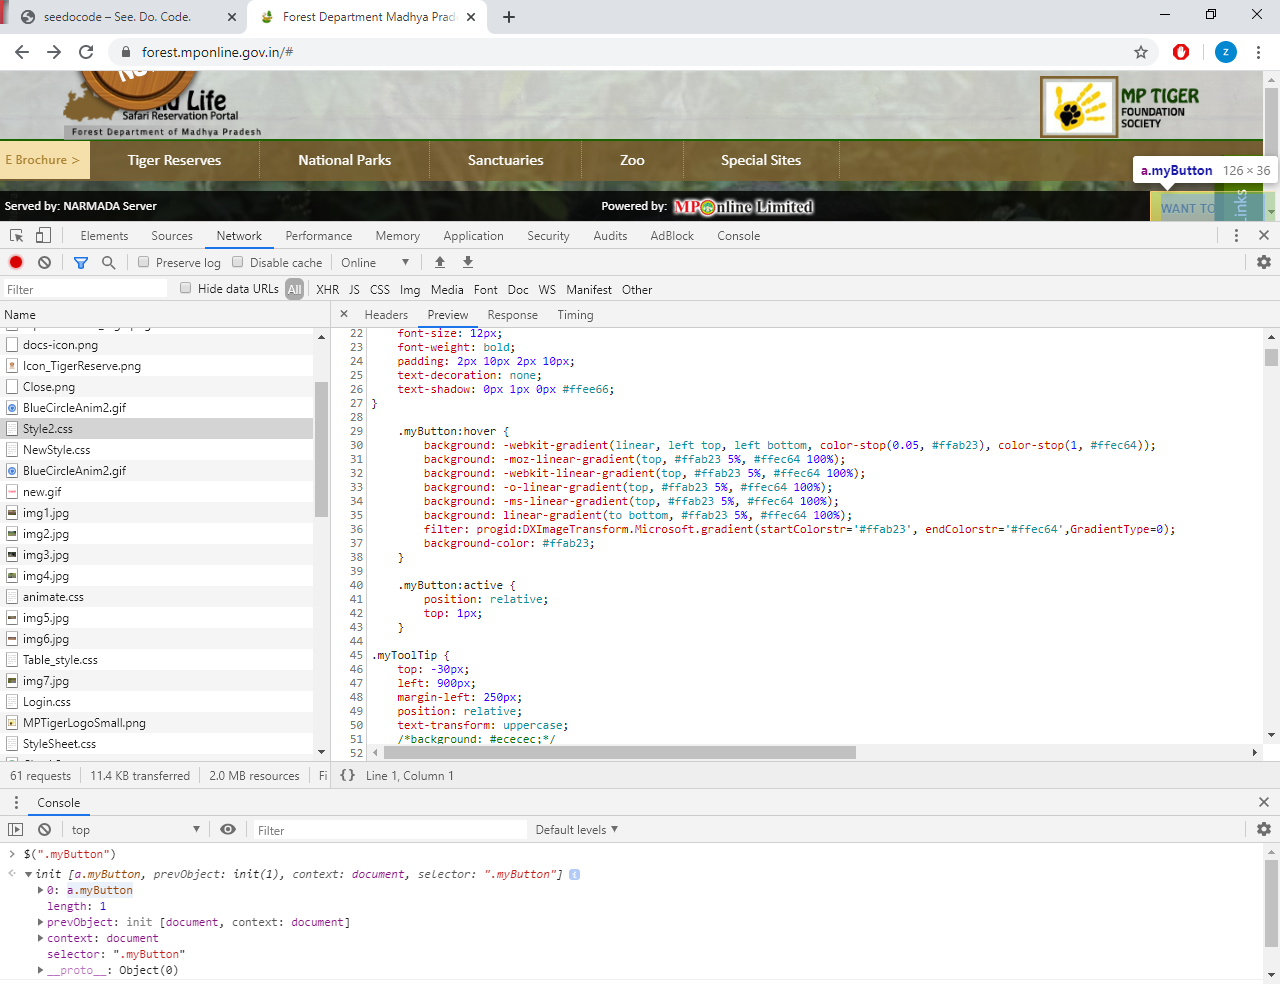 seedocode – See. Do. Code.
Forest Department Madhya Prad
forest.mponline.gov.in/#
z
Life
Safari Reservation Portal
Forest Department of Madhya Pradesh
MP TIGER
FOUNDATION
SOCIETY
E Brochure >
Tiger Reserves
National Parks
Sanctuaries
Zoo
Special Sites
a.myButton 126 × 36
Served by: NARMADA Server
Powered by: MPOnline Limited
WANT TO
Links
Elements Sources Network Performance Memory Application Security Audits AdBlock Console
Preserve log Disable cache Online
Filter Hide data URLs All XHR JS CSS Img Media Font Doc WS Manifest Other
Name
Headers Preview Response Timing
docs-icon.png
Icon_TigerReserve.png
Close.png
BlueCircleAnim2.gif
Style2.css
NewStyle.css
BlueCircleAnim2.gif
new.gif
img1.jpg
img2.jpg
img3.jpg
img4.jpg
animate.css
img5.jpg
img6.jpg
Table_style.css
img7.jpg
Login.css
MPTigerLogoSmall.png
StyleSheet.css
22 font-size: 12px;
23 font-weight: bold;
24 padding: 2px 10px 2px 10px;
25 text-decoration: none;
26 text-shadow: 0px 1px 0px #ffee66;
27 }
28
29 .myButton:hover {
30 background: -webkit-gradient(linear, left top, left bottom, color-stop(0.05, #ffab23), color-stop(1, #ffec64));
31 background: -moz-linear-gradient(top, #ffab23 5%, #ffec64 100%);
32 background: -webkit-linear-gradient(top, #ffab23 5%, #ffec64 100%);
33 background: -o-linear-gradient(top, #ffab23 5%, #ffec64 100%);
34 background: -ms-linear-gradient(top, #ffab23 5%, #ffec64 100%);
35 background: linear-gradient(to bottom, #ffab23 5%, #ffec64 100%);
36 filter: progid:DXImageTransform.Microsoft.gradient(startColorstr='#ffab23', endColorstr='#ffec64',GradientType=0);
37 background-color: #ffab23;
38 }
39
40 .myButton:active {
41 position: relative;
42 top: 1px;
43 }
44
45 .myToolTip {
46 top: -30px;
47 left: 900px;
48 margin-left: 250px;
49 position: relative;
50 text-transform: uppercase;
51 /*background: #ececec;*/
52
61 requests 11.4 KB transferred 2.0 MB resources Fi
{} Line 1, Column 1
Console
top Filter Default levels
> $(".myButton")
init [a.myButton, prevObject: init(1), context: document, selector: ".myButton"] i
0: a.myButton
length: 1
prevObject: init [document, context: document]
context: document
selector: ".myButton"
__proto__: Object(0)